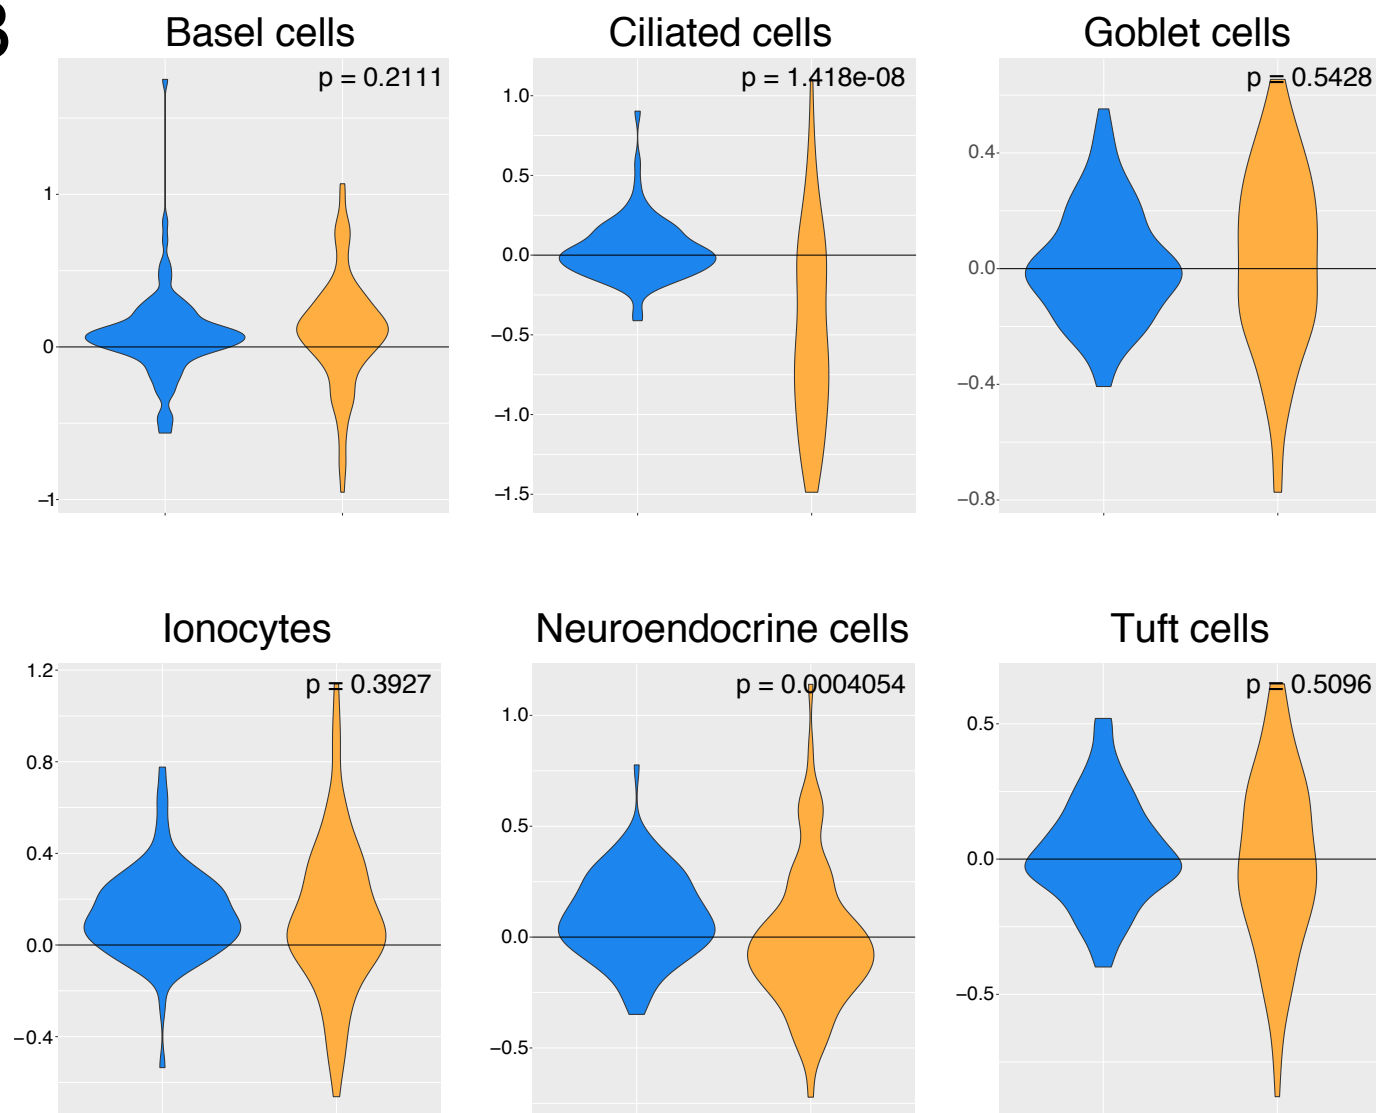 Basel cells
Ciliated cells
Goblet cells
p = 0.2111
p = 1.418e-08
p = 0.5428
1
0
−1
1.0
0.5
0.0
−0.5
−1.0
−1.5
0.4
0.0
−0.4
−0.8
Ionocytes
Neuroendocrine cells
Tuft cells
p = 0.3927
p = 0.0004054
p = 0.5096
1.2
0.8
0.4
0.0
−0.4
1.0
0.5
0.0
−0.5
0.5
0.0
−0.5